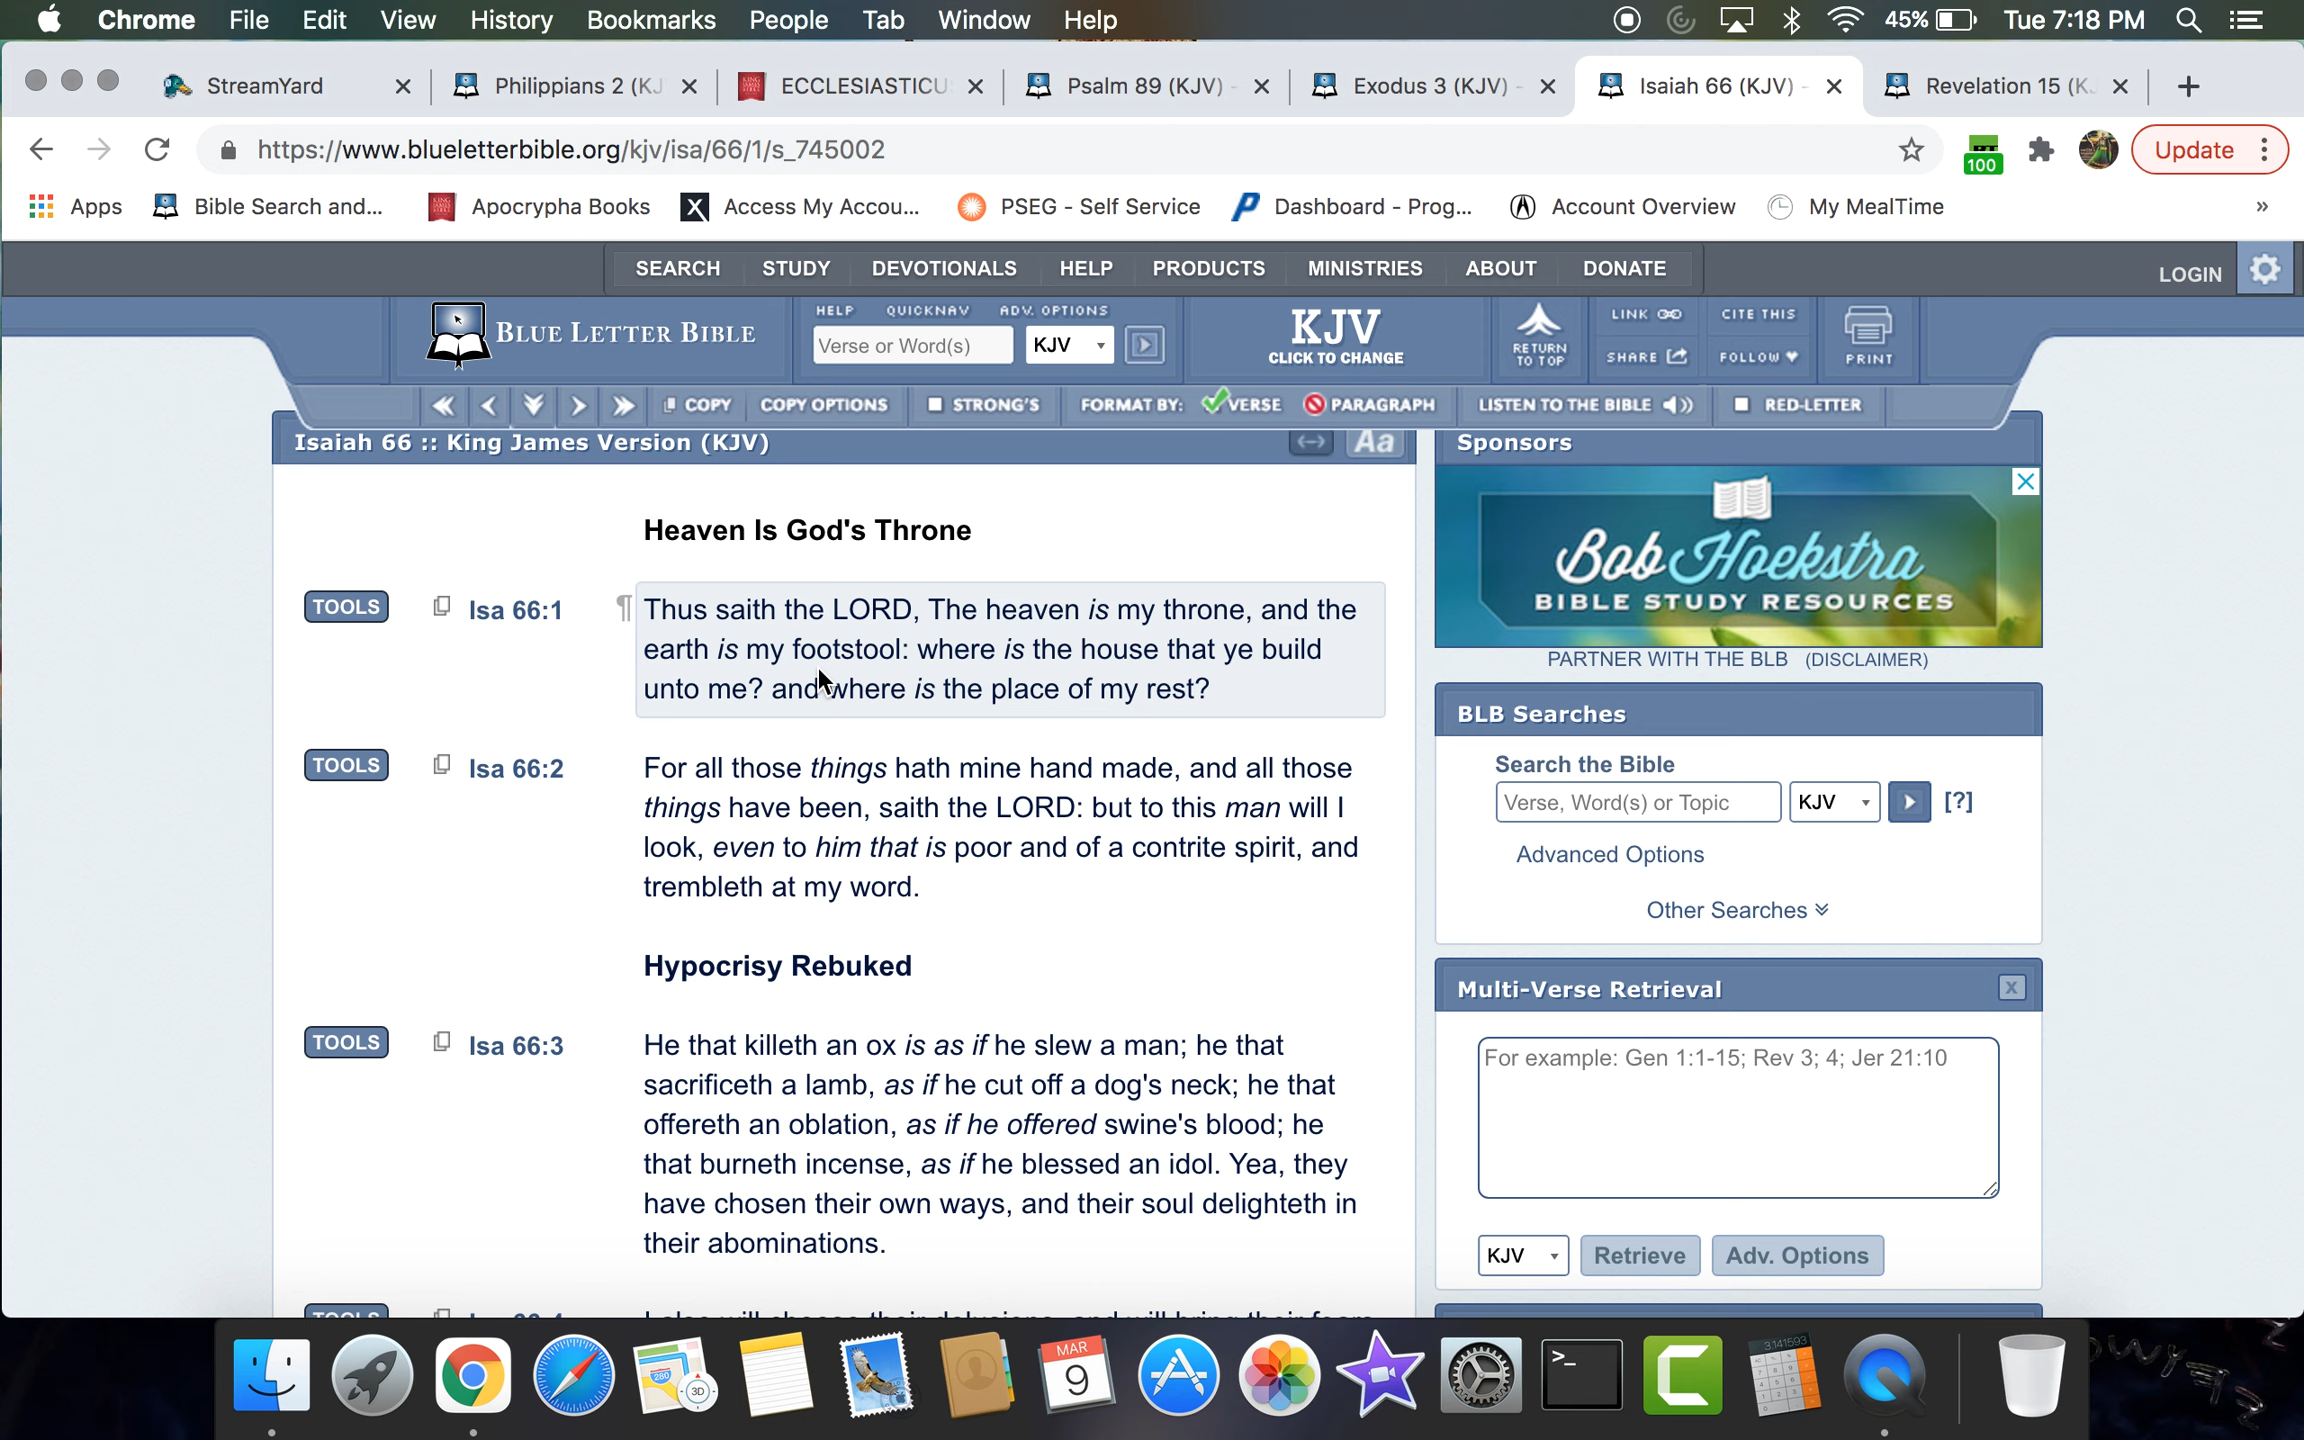 Chrome File Edit View History Bookmarks People Tab Window Help 45% Tue 7:18 PM
StreamYard Philippians 2 (KJ ECCLESIASTICU Psalm 89 (KJV) - Exodus 3 (KJV) - Isaiah 66 (KJV) - Revelation 15 (K
https://www.blueletterbible.org/kjv/isa/66/1/s_745002 100 Update
Apps Bible Search and... Apocrypha Books Access My Accou... PSEG - Self Service Dashboard - Prog... Account Overview My MealTime »
SEARCH STUDY DEVOTIONALS HELP PRODUCTS MINISTRIES ABOUT DONATE LOGIN
BLUE LETTER BIBLE
HELP QUICKNAV ADV. OPTIONS
Verse or Word(s) KJV
KJV
CLICK TO CHANGE
RETURN
TO TOP
LINK CITE THIS
SHARE FOLLOW
PRINT
COPY COPY OPTIONS STRONG'S FORMAT BY: VERSE PARAGRAPH LISTEN TO THE BIBLE RED-LETTER
Isaiah 66 :: King James Version (KJV) Aa
Heaven Is God's Throne
TOOLS Isa 66:1 ¶ Thus saith the LORD, The heaven is my throne, and the
earth is my footstool: where is the house that ye build
unto me? and where is the place of my rest?
TOOLS Isa 66:2 For all those things hath mine hand made, and all those
things have been, saith the LORD: but to this man will I
look, even to him that is poor and of a contrite spirit, and
trembleth at my word.
Hypocrisy Rebuked
TOOLS Isa 66:3 He that killeth an ox is as if he slew a man; he that
sacrificeth a lamb, as if he cut off a dog's neck; he that
offereth an oblation, as if he offered swine's blood; he
that burneth incense, as if he blessed an idol. Yea, they
have chosen their own ways, and their soul delighteth in
their abominations.
Sponsors
Bob Hoekstra
BIBLE STUDY RESOURCES
PARTNER WITH THE BLB (DISCLAIMER)
BLB Searches
Search the Bible
Verse, Word(s) or Topic KJV [?]
Advanced Options
Other Searches
Multi-Verse Retrieval X
For example: Gen 1:1-15; Rev 3; 4; Jer 21:10
KJV Retrieve Adv. Options
280
3D
MAR
9
>_
3.141593